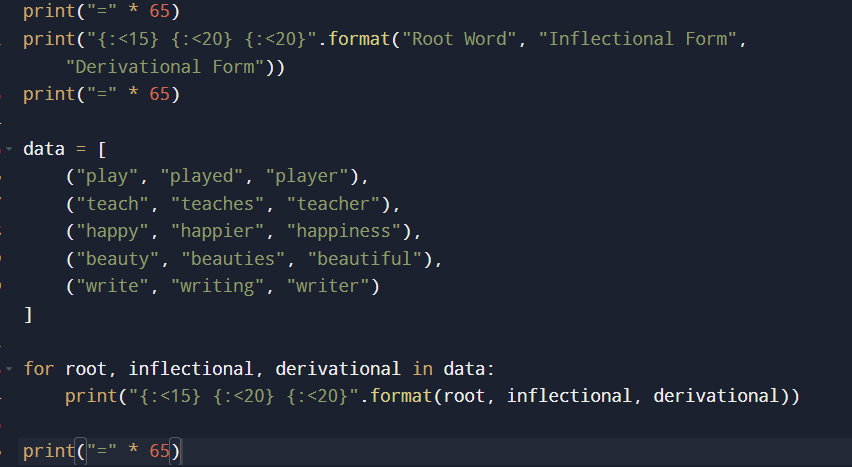 print("=" * 65)
print("{:<15} {:<20} {:<20}".format("Root Word", "Inflectional Form",
    "Derivational Form"))
print("=" * 65)

data = [
    ("play", "played", "player"),
    ("teach", "teaches", "teacher"),
    ("happy", "happier", "happiness"),
    ("beauty", "beauties", "beautiful"),
    ("write", "writing", "writer")
]

for root, inflectional, derivational in data:
    print("{:<15} {:<20} {:<20}".format(root, inflectional, derivational))

print("=" * 65)